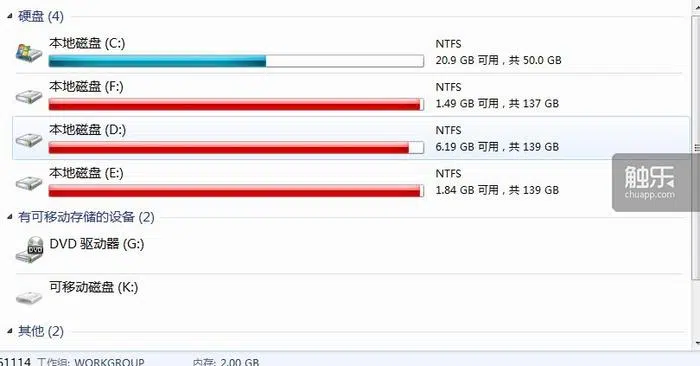 硬盘 (4)
本地磁盘 (C:)
NTFS
20.9 GB 可用，共 50.0 GB
本地磁盘 (F:)
NTFS
1.49 GB 可用，共 137 GB
本地磁盘 (D:)
NTFS
6.19 GB 可用，共 139 GB
本地磁盘 (E:)
NTFS
1.84 GB 可用，共 139 GB
触乐
chuapp.com
有可移动存储的设备 (2)
DVD 驱动器 (G:)
DVD
可移动磁盘 (K:)
其他 (2)
51114 工作组: WORKGROUP 内存: 2.00 GB